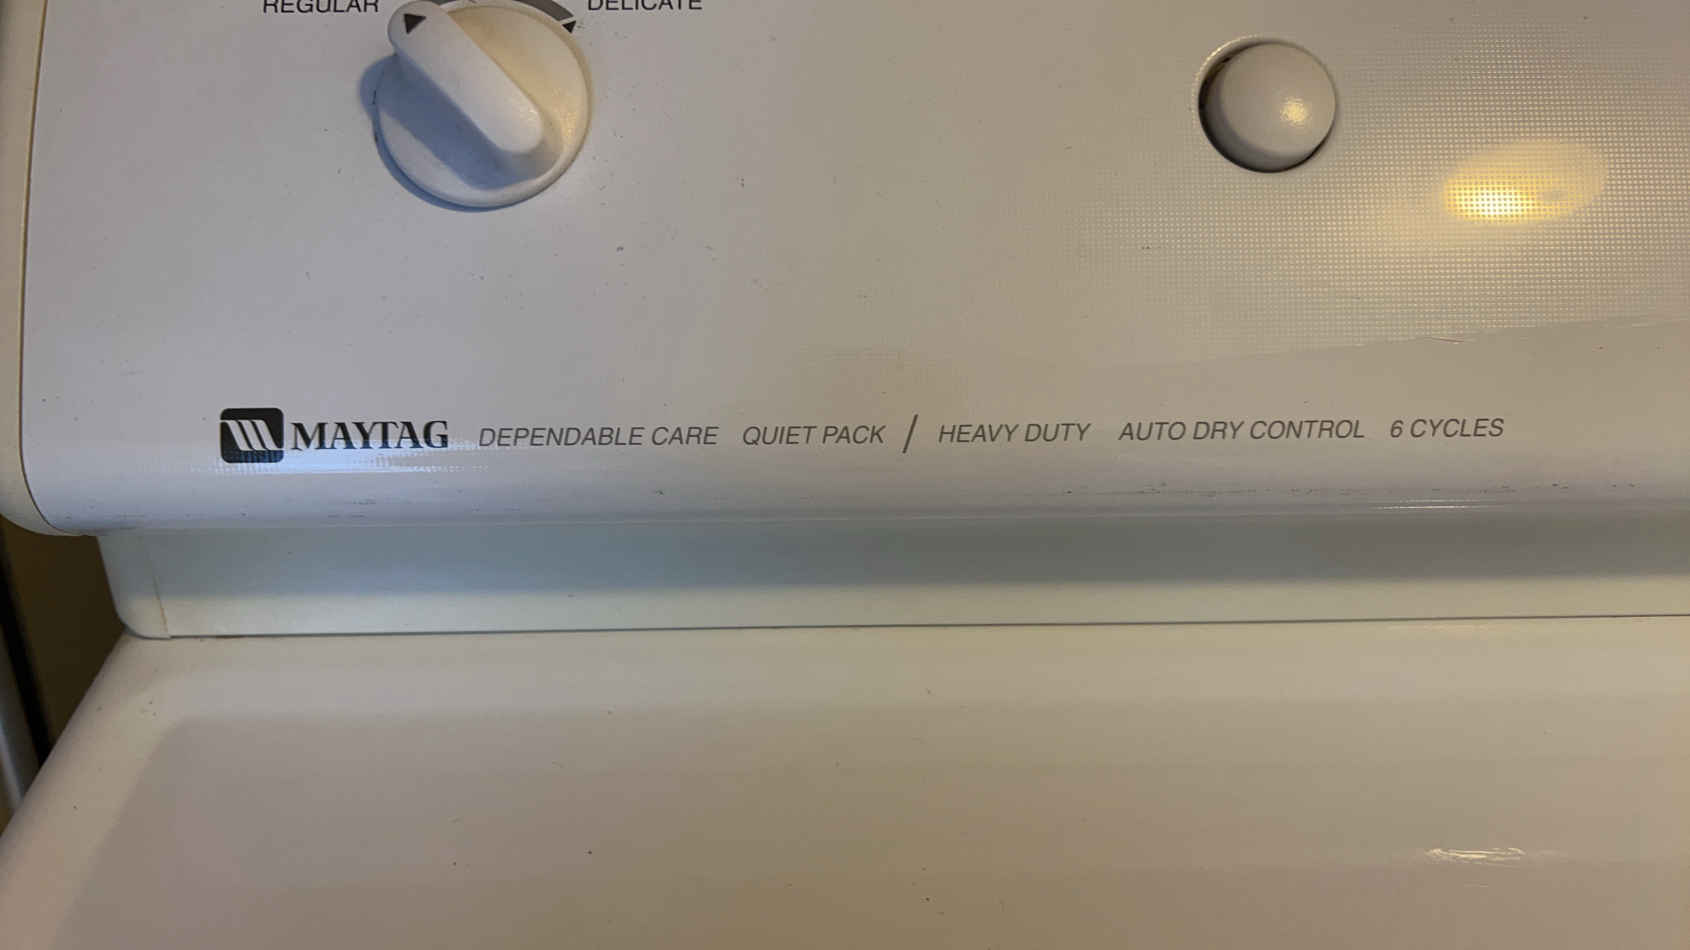 REGULAR DELICATE
MAYTAG DEPENDABLE CARE QUIET PACK / HEAVY DUTY AUTO DRY CONTROL 6 CYCLES